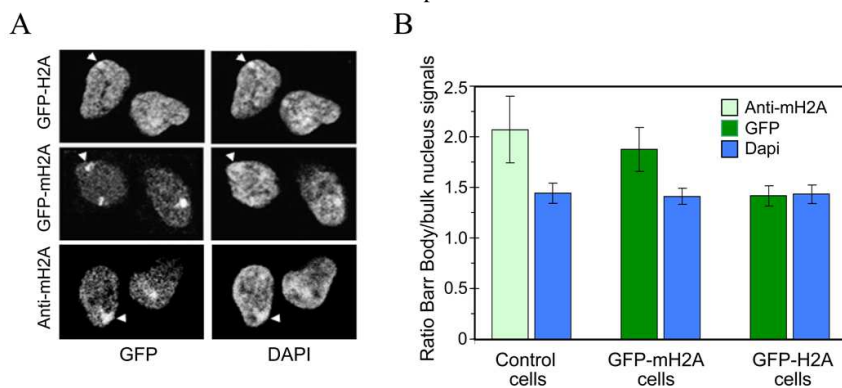 A
B
GFP-H2A
GFP-mH2A
Anti-mH2A
GFP
DAPI
Ratio Barr Body/bulk nucleus signals
2.5
2.0
1.5
1.0
0.5
0
Anti-mH2A
GFP
Dapi
Control
cells
GFP-mH2A
cells
GFP-H2A
cells